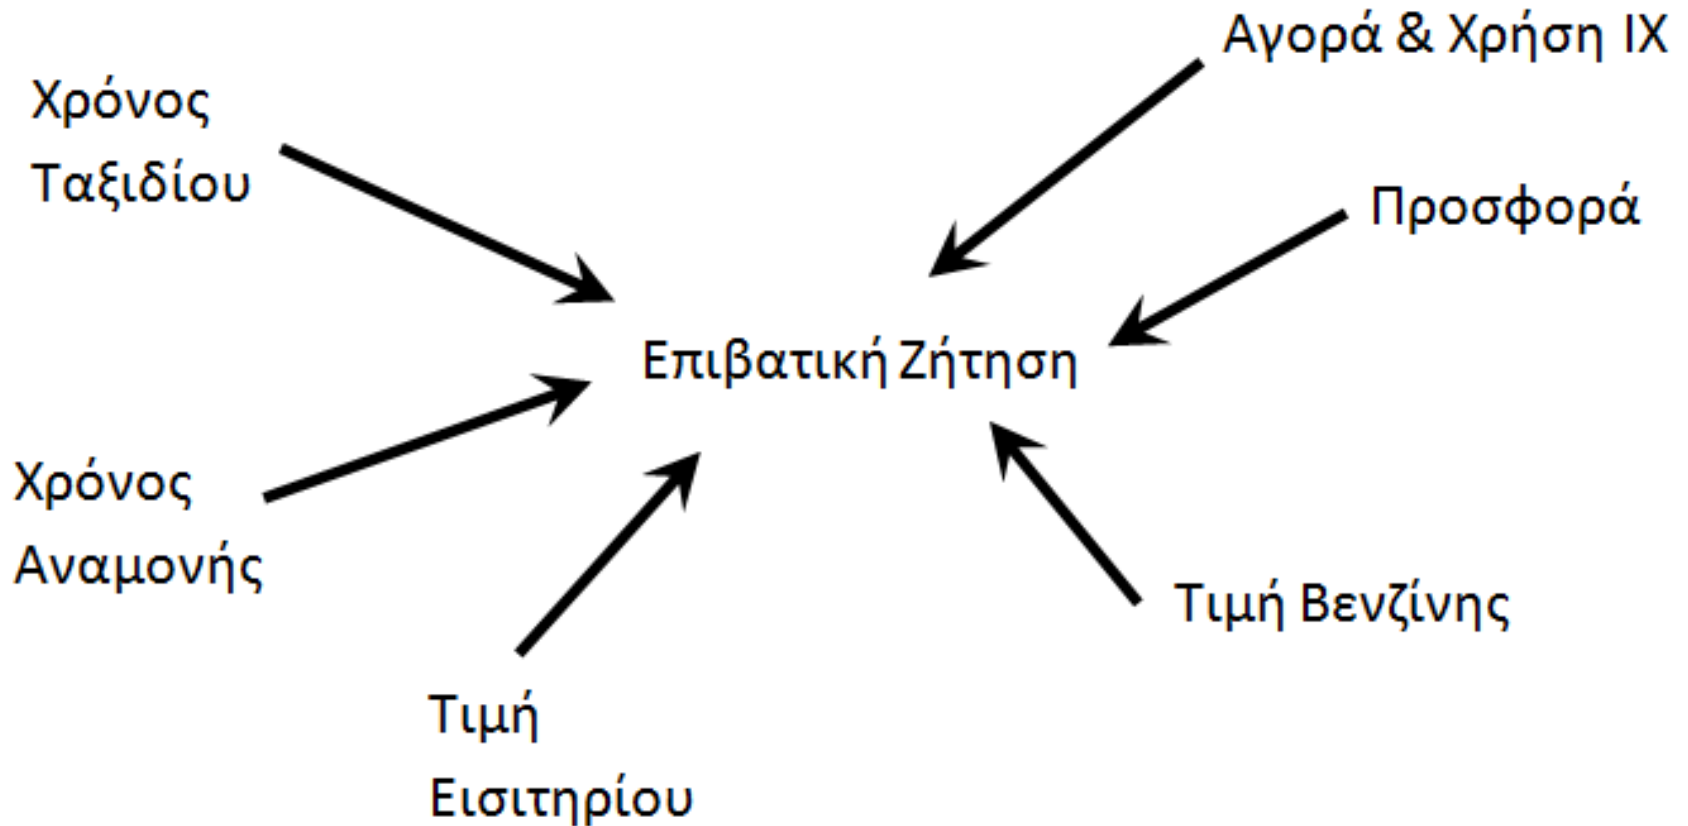 Αγορά & Χρήση ΙΧ
Χρόνος
Ταξιδίου
Προσφορά
Επιβατική Ζήτηση
Χρόνος
Αναμονής
Τιμή Βενζίνης
Τιμή
Εισιτηρίου